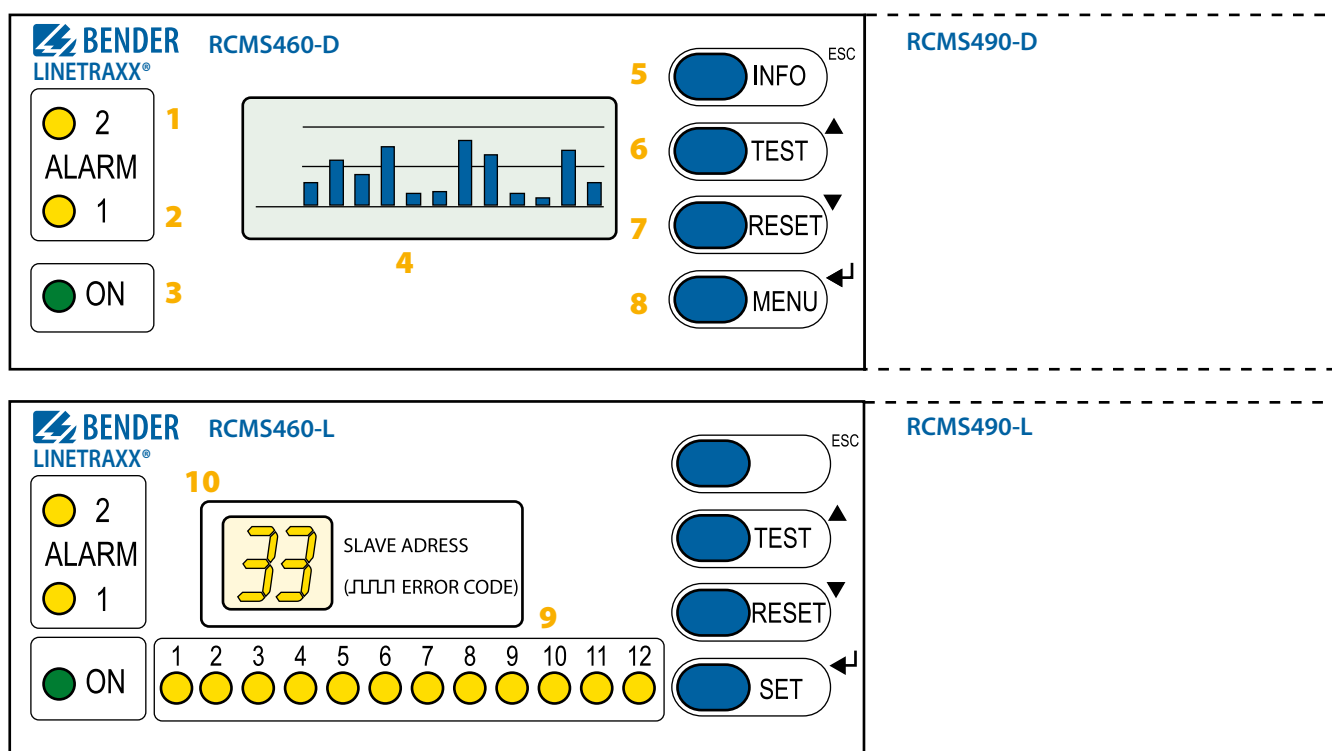 BENDER RCMS460-D
LINETRAXX®
RCMS490-D
2 1
ALARM
1 2
ON 3
4
5 INFO ESC
6 TEST ▲
7 RESET ▼
8 MENU
BENDER RCMS460-L
LINETRAXX®
RCMS490-L
2
ALARM
1
ON
10
33 SLAVE ADRESS
( ERROR CODE)
9
1 2 3 4 5 6 7 8 9 10 11 12
ESC
TEST ▲
RESET ▼
SET